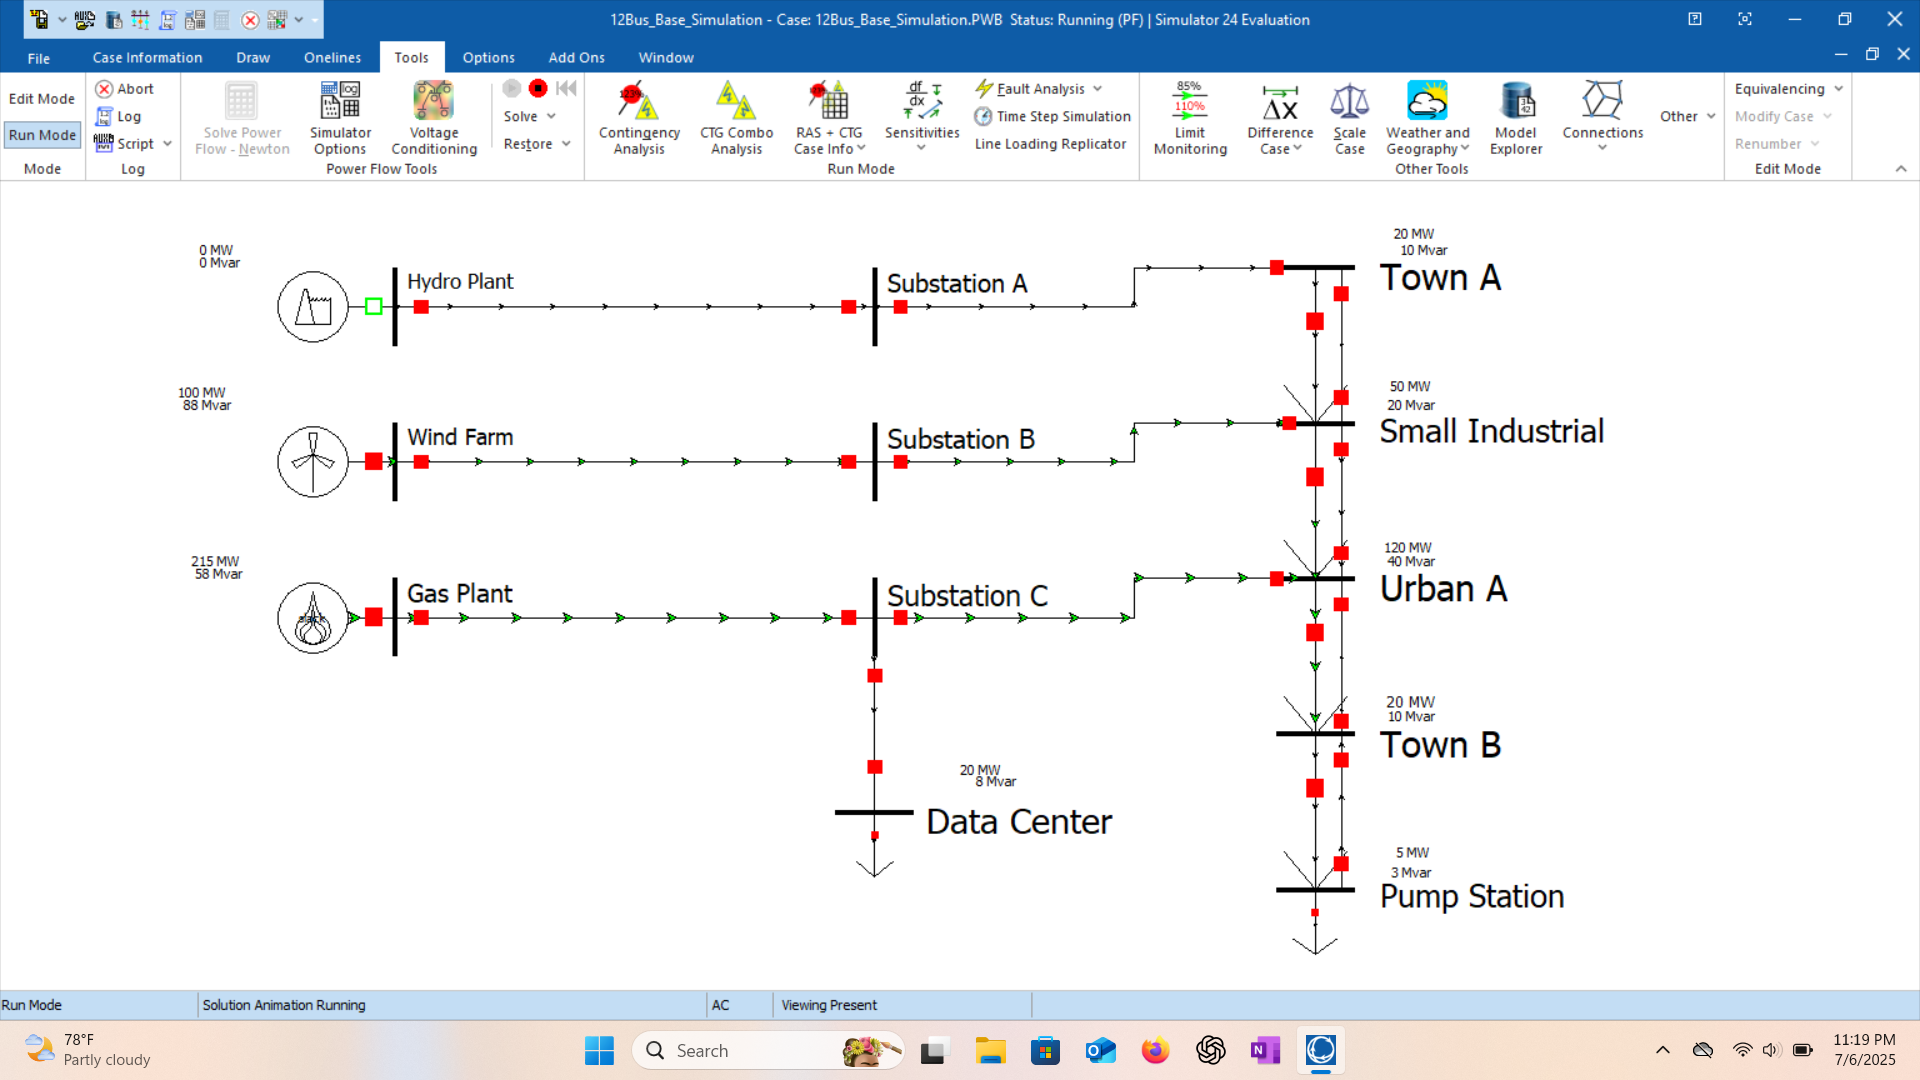 12Bus_Base_Simulation - Case: 12Bus_Base_Simulation.PWB  Status: Running (PF) | Simulator 24 Evaluation
File Case Information Draw Onelines Tools Options Add Ons Window
Edit Mode
Run Mode
Mode
Abort
Log
Script
Log
Solve Power
Flow - Newton
Simulator
Options
Voltage
Conditioning
Solve
Restore
Power Flow Tools
Contingency
Analysis
CTG Combo
Analysis
RAS + CTG
Case Info
Sensitivities
Fault Analysis
Time Step Simulation
Line Loading Replicator
Run Mode
85%
110%
Limit
Monitoring
Difference
Case
Scale
Case
Weather and
Geography
Model
Explorer
Connections
Other
Other Tools
Equivalencing
Modify Case
Renumber
Edit Mode
0 MW
0 Mvar
Hydro Plant
Substation A
20 MW
10 Mvar
Town A
100 MW
88 Mvar
Wind Farm
Substation B
50 MW
20 Mvar
Small Industrial
215 MW
58 Mvar
slack
Gas Plant
Substation C
120 MW
40 Mvar
Urban A
20 MW
10 Mvar
Town B
20 MW
8 Mvar
Data Center
5 MW
3 Mvar
Pump Station
Run Mode Solution Animation Running AC Viewing Present
78°F
Partly cloudy
Search
11:19 PM
7/6/2025